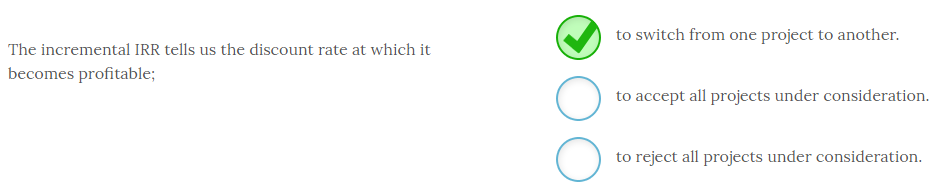 The incremental IRR tells us the discount rate at which it
becomes profitable;
to switch from one project to another.
to accept all projects under consideration.
to reject all projects under consideration.